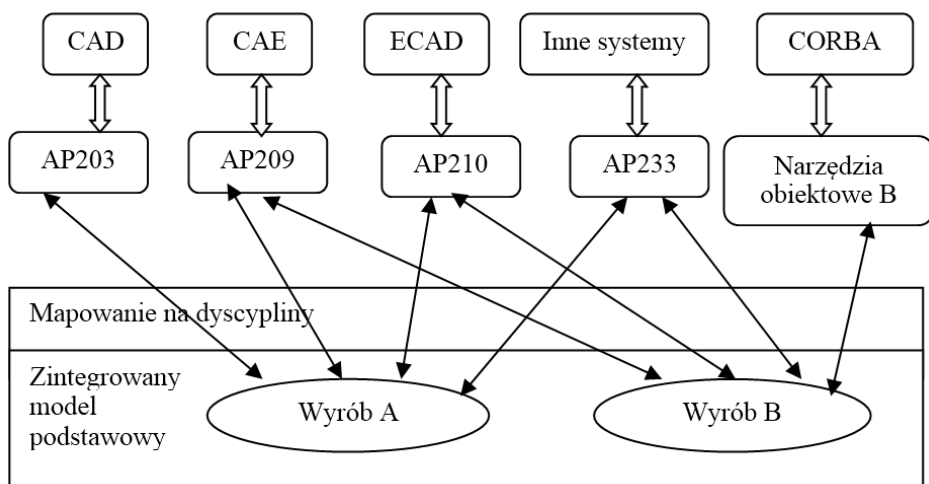 CAD
CAE
ECAD
Inne systemy
CORBA
AP203
AP209
AP210
AP233
Narzędzia
obiektowe B
Mapowanie na dyscypliny
Zintegrowany
model
podstawowy
Wyrób A
Wyrób B